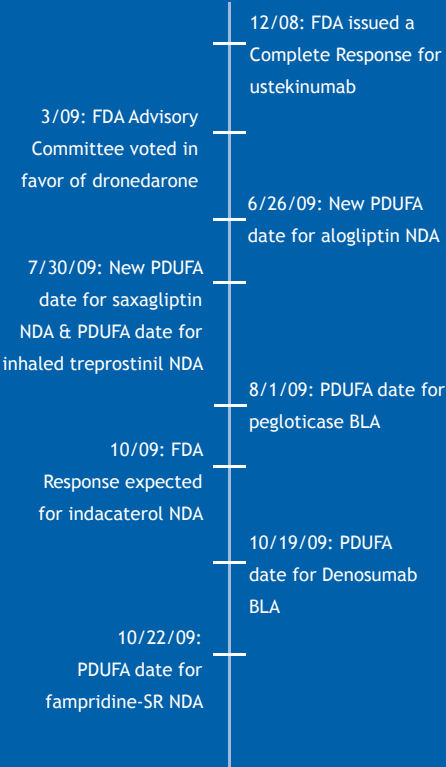 12/08: FDA issued a
Complete Response for
ustekinumab
3/09: FDA Advisory
Committee voted in
favor of dronedarone
6/26/09: New PDUFA
date for alogliptin NDA
7/30/09: New PDUFA
date for saxagliptin
NDA & PDUFA date for
inhaled treprostinil NDA
8/1/09: PDUFA date for
pegloticase BLA
10/09: FDA
Response expected
for indacaterol NDA
10/19/09: PDUFA
date for Denosumab
BLA
10/22/09:
PDUFA date for
fampridine-SR NDA